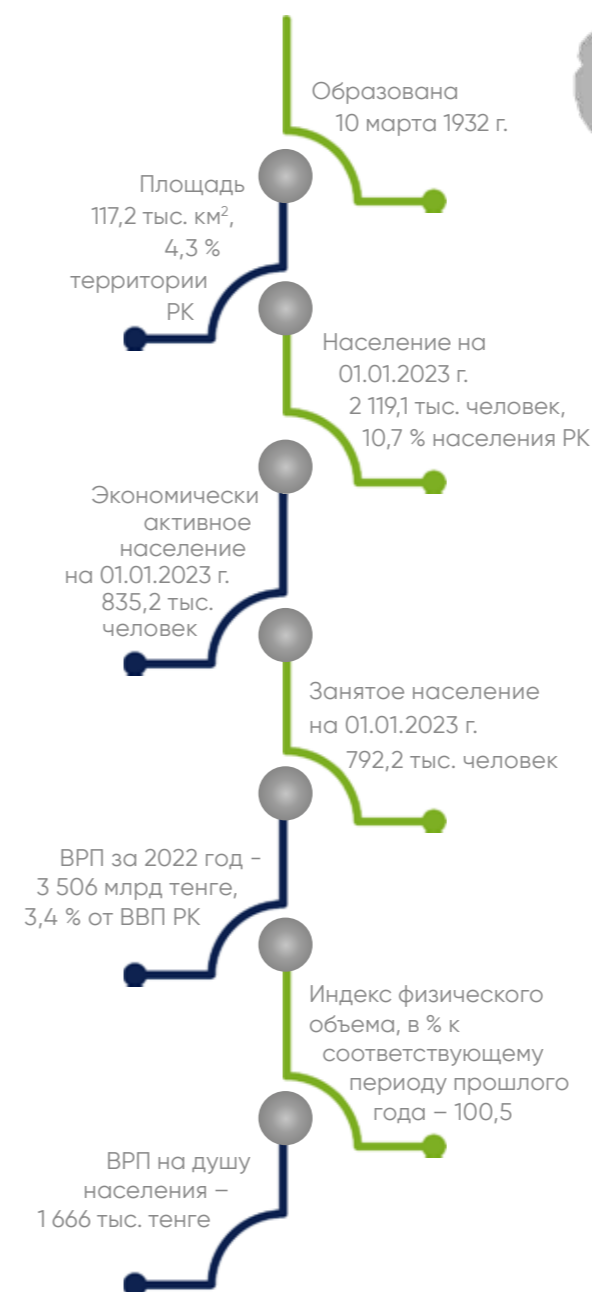 Образована
10 марта 1932 г.
Площадь
117,2 тыс. км²,
4,3 %
территории
РК
Население на
01.01.2023 г.
2 119,1 тыс. человек,
10,7 % населения РК
Экономически
активное
население
на 01.01.2023 г.
835,2 тыс.
человек
Занятое население
на 01.01.2023 г.
792,2 тыс. человек
ВРП за 2022 год -
3 506 млрд тенге,
3,4 % от ВВП РК
Индекс физического
объема, в % к
соответствующему
периоду прошлого
года – 100,5
ВРП на душу
населения –
1 666 тыс. тенге